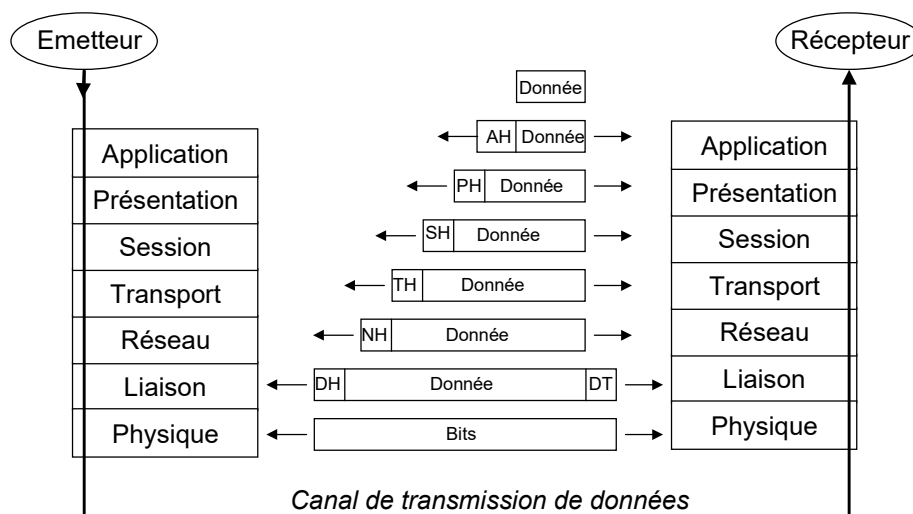 Emetteur
Récepteur
Donnée
Application
AH Donnée
Application
Présentation
PH Donnée
Présentation
Session
SH Donnée
Session
Transport
TH Donnée
Transport
Réseau
NH Donnée
Réseau
Liaison
DH Donnée DT
Liaison
Physique
Bits
Physique
Canal de transmission de données